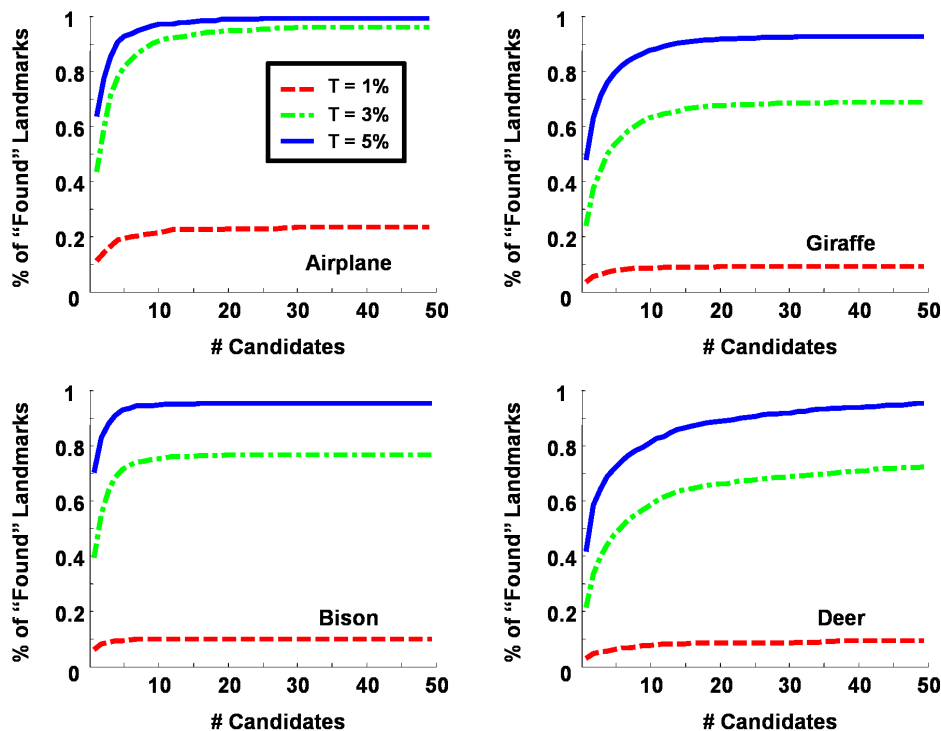 % of “Found” Landmarks
1
0.8
0.6
0.4
0.2
0
T = 1%
T = 3%
T = 5%
Airplane
10
20
30
40
50
# Candidates
% of “Found” Landmarks
1
0.8
0.6
0.4
0.2
0
Giraffe
10
20
30
40
50
# Candidates
% of “Found” Landmarks
1
0.8
0.6
0.4
0.2
0
Bison
10
20
30
40
50
# Candidates
% of “Found” Landmarks
1
0.8
0.6
0.4
0.2
0
Deer
10
20
30
40
50
# Candidates